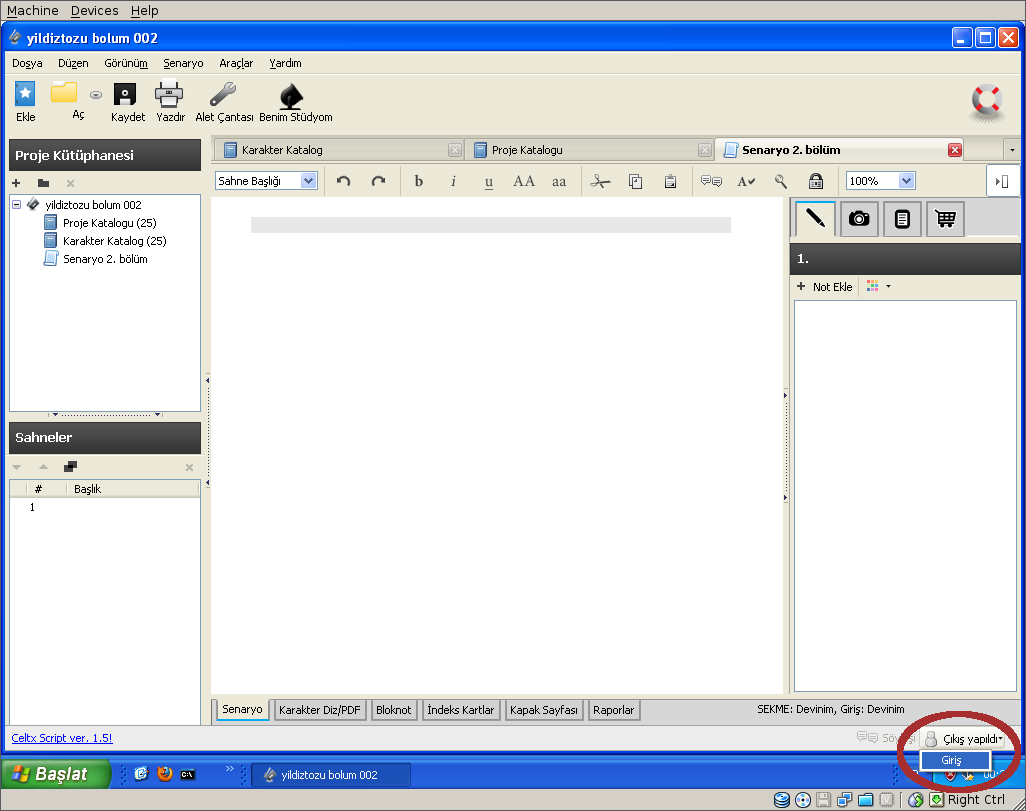 Machine Devices Help
yildiztozu bolum 002
Dosya Düzen Görünüm Senaryo Araçlar Yardım
Ekle Aç Kaydet Yazdır Alet Çantası Benim Stüdyom
Proje Kütüphanesi
Karakter Katalog Proje Katalogu Senaryo 2. bölüm
Sahne Başlığı b i u AA aa 100%
yildiztozu bolum 002
Proje Katalogu (25)
Karakter Katalog (25)
Senaryo 2. bölüm
1.
Not Ekle
Sahneler
# Başlık
1
Senaryo Karakter Diz/PDF Bloknot İndeks Kartlar Kapak Sayfası Raporlar
SEKME: Devinim, Giriş: Devinim
Celtx Script ver. 1.5!
Çıkış yapıldı
Giriş
Başlat
yildiztozu bolum 002
Right Ctrl